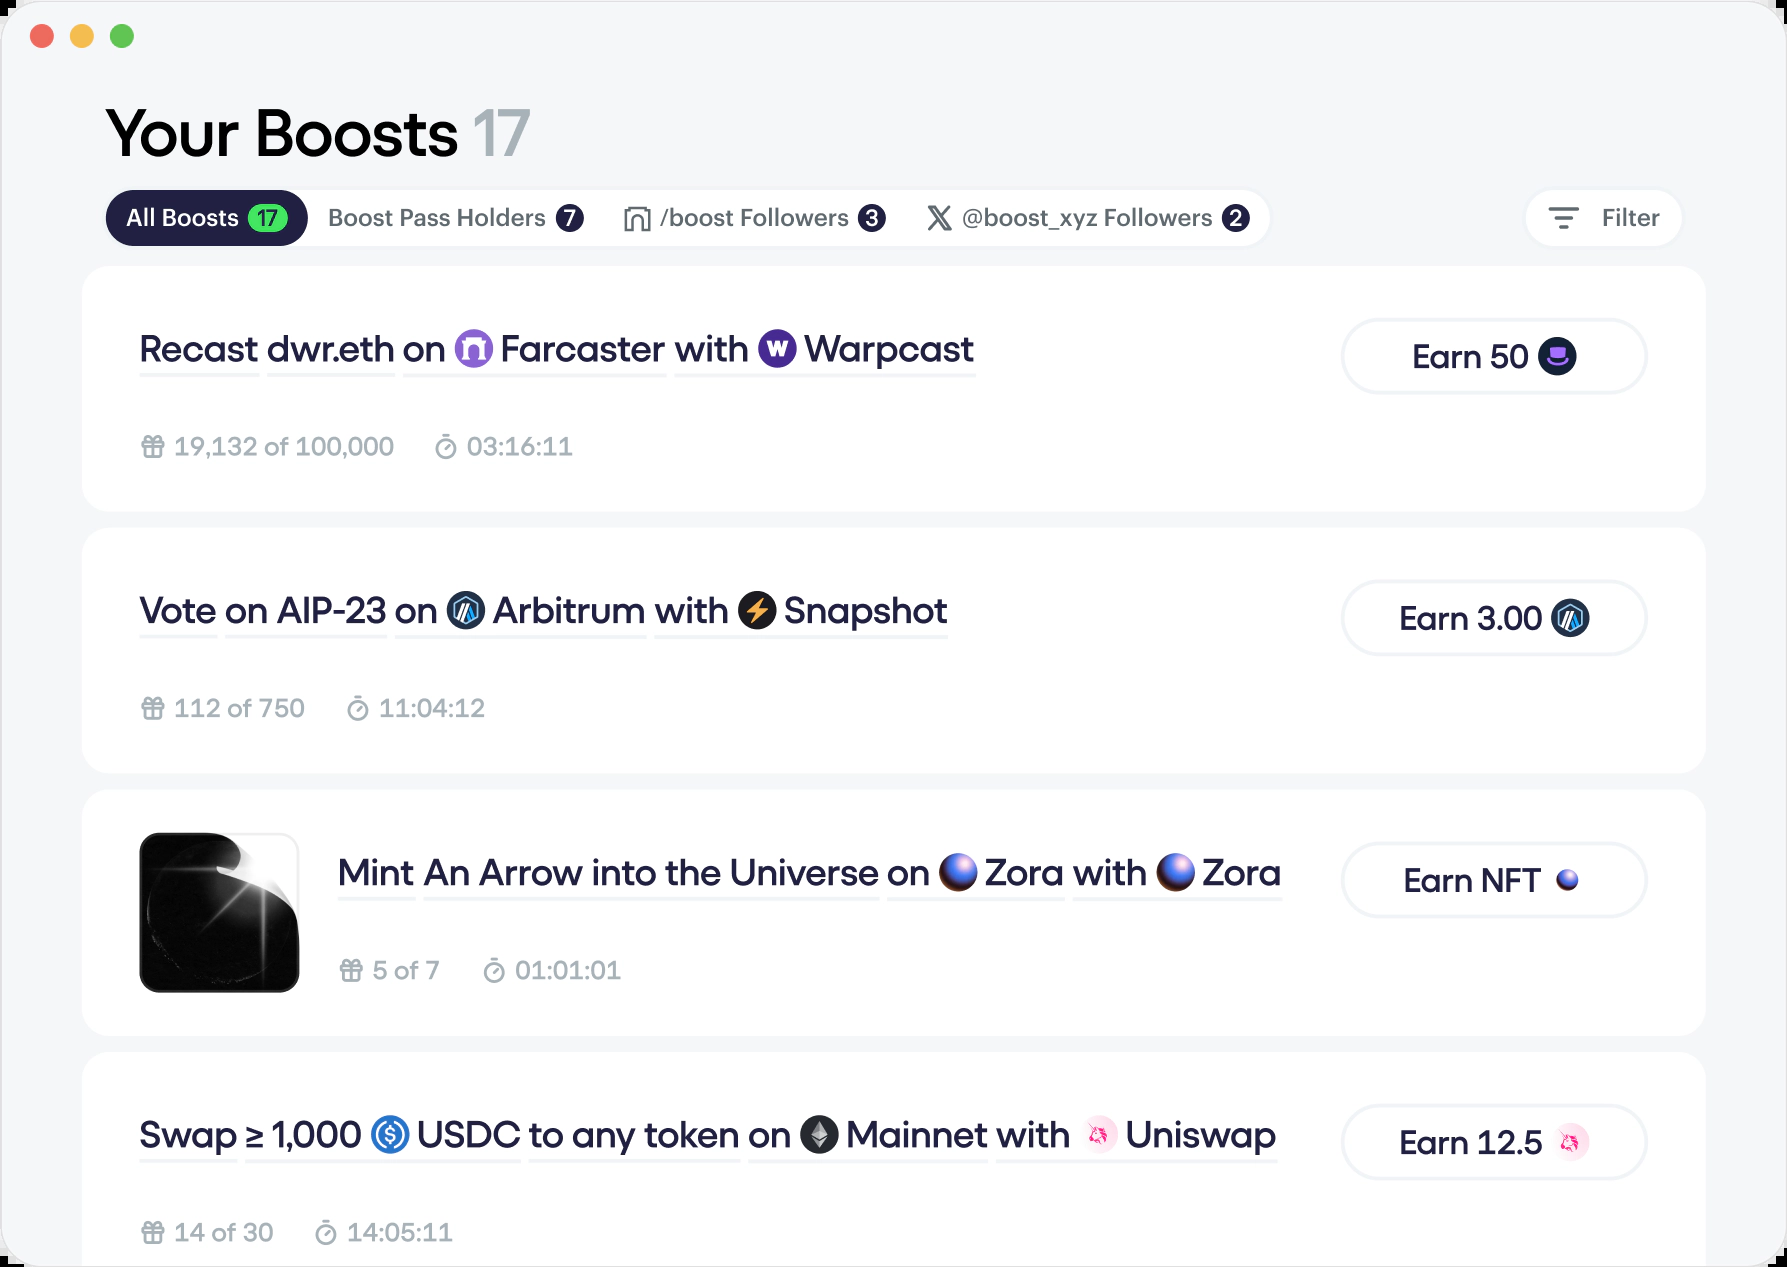 Your Boosts 17
All Boosts 17 Boost Pass Holders 7 /boost Followers 3 @boost_xyz Followers 2 Filter
Recast dwr.eth on Farcaster with W Warpcast Earn 50
19,132 of 100,000 03:16:11
Vote on AIP-23 on Arbitrum with Snapshot Earn 3.00
112 of 750 11:04:12
Mint An Arrow into the Universe on Zora with Zora Earn NFT
5 of 7 01:01:01
Swap ≥ 1,000 $ USDC to any token on Mainnet with Uniswap Earn 12.5
14 of 30 14:05:11